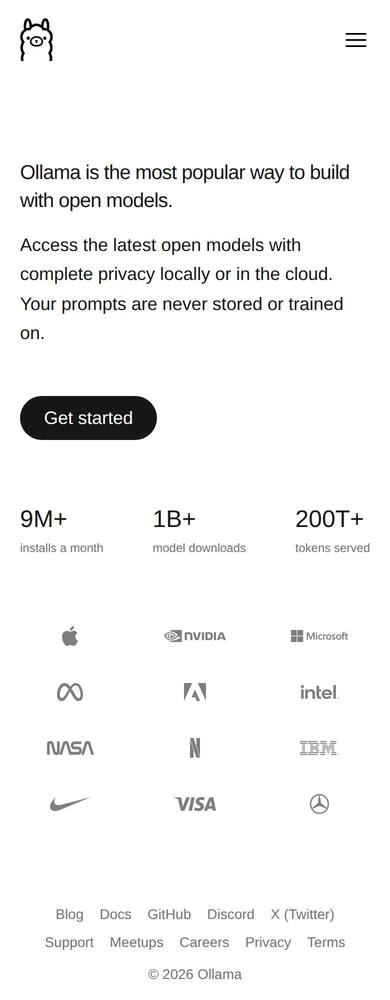 Ollama is the most popular way to build
with open models.
Access the latest open models with
complete privacy locally or in the cloud.
Your prompts are never stored or trained
on.
Get started
9M+ 1B+ 200T+
installs a month model downloads tokens served
NVIDIA Microsoft
intel
NASA IBM
VISA
Blog Docs GitHub Discord X (Twitter)
Support Meetups Careers Privacy Terms
© 2026 Ollama